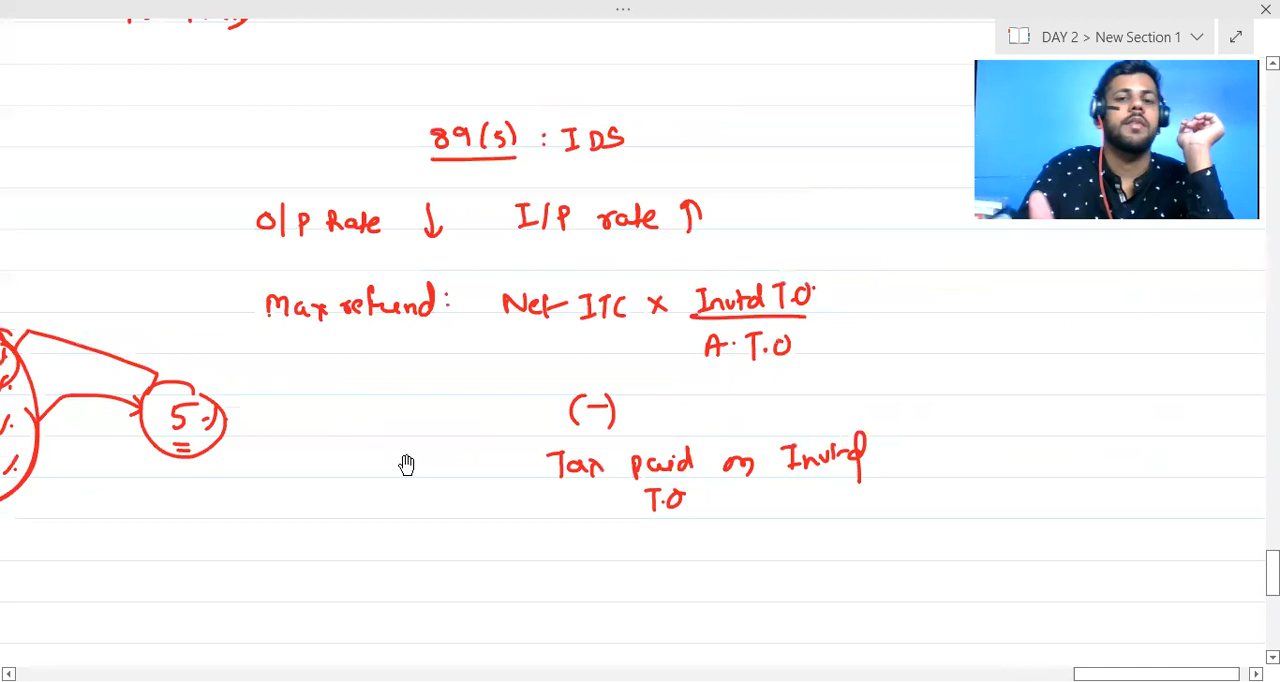 DAY 2 > New Section 1
89(5) : IDS
O/P Rate ↓ I/P rate ↑
Max refund : Net ITC × Invtd T.O.
A. T.O
5%
(-)
Tax paid on Invtd
T.O